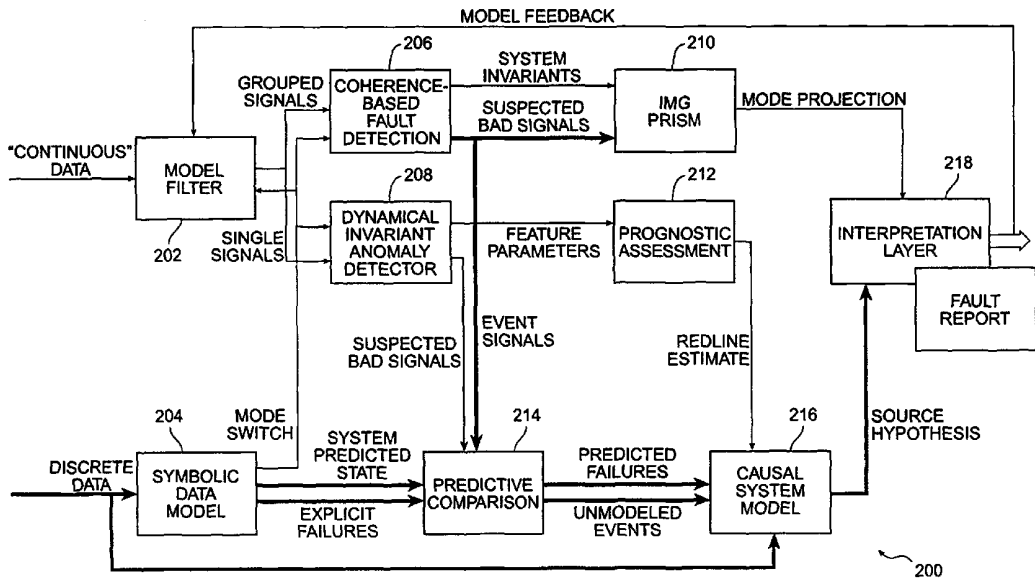 MODEL FEEDBACK
206
210
GROUPED
SIGNALS
COHERENCE-
BASED
FAULT
DETECTION
SYSTEM
INVARIANTS
SUSPECTED
BAD SIGNALS
IMG
PRISM
MODE PROJECTION
"CONTINUOUS"
DATA
MODEL
FILTER
202
208
212
218
SINGLE
SIGNALS
DYNAMICAL
INVARIANT
ANOMALY
DETECTOR
FEATURE
PARAMETERS
PROGNOSTIC
ASSESSMENT
INTERPRETATION
LAYER
FAULT
REPORT
SUSPECTED
BAD SIGNALS
EVENT
SIGNALS
REDLINE
ESTIMATE
204
MODE
SWITCH
214
216
SOURCE
HYPOTHESIS
DISCRETE
DATA
SYMBOLIC
DATA
MODEL
SYSTEM
PREDICTED
STATE
EXPLICIT
FAILURES
PREDICTIVE
COMPARISON
PREDICTED
FAILURES
UNMODELED
EVENTS
CAUSAL
SYSTEM
MODEL
200